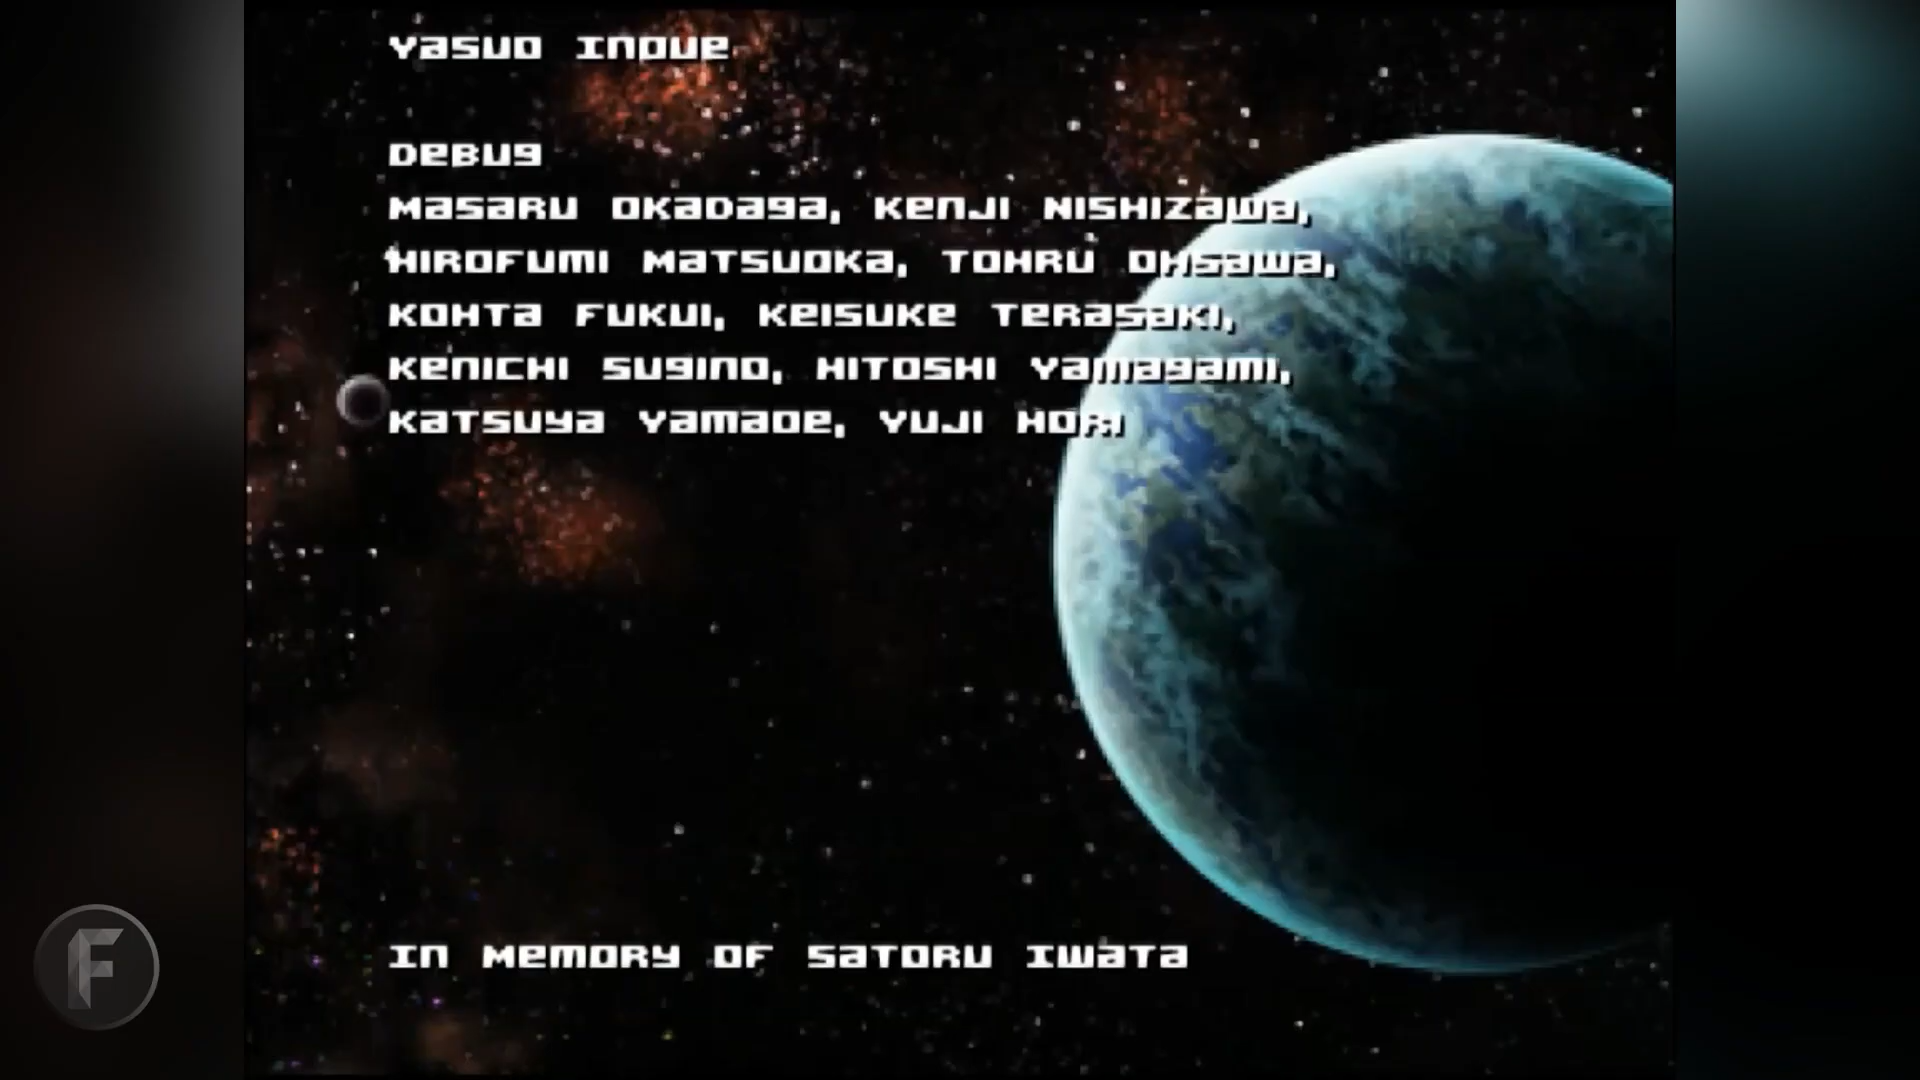 Yasuo Inoue
Debug
Masaru Okadaga, Kenji Nishizawa,
Hirofumi Matsuoka, Tohru Ohsawa,
Kohta Fukui, Keisuke Terasaki,
Kenichi Sugino, Hitoshi Yamagami,
Katsuya Yamaoe, Yuji Hori
In memory of Satoru Iwata
F